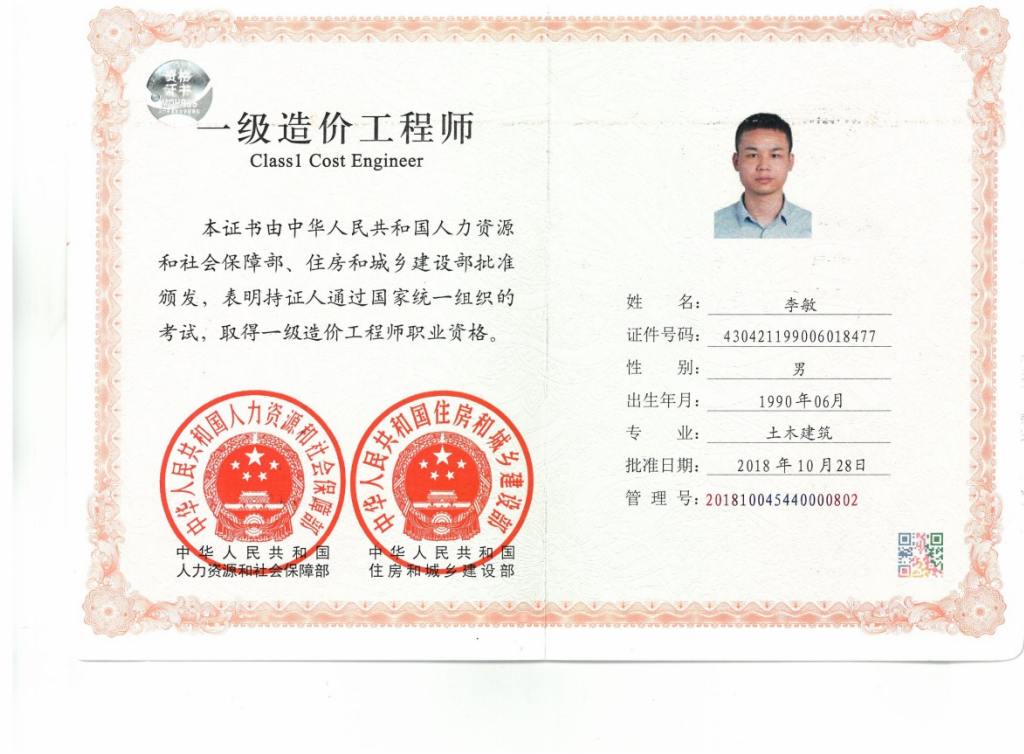 资格
证书
一级造价工程师
Class1 Cost Engineer
本证书由中华人民共和国人力资源
和社会保障部、住房和城乡建设部批准
颁发，表明持证人通过国家统一组织的
考试，取得一级造价工程师职业资格。
中华人民共和国人力资源和社会保障部
中华人民共和国住房和城乡建设部
中华人民共和国
人力资源和社会保障部
中华人民共和国
住房和城乡建设部
姓 名：李敏
证件号码：430421199006018477
性 别：男
出生年月：1990年06月
专 业：土木建筑
批准日期：2018年10月28日
管 理 号：201810045440000802